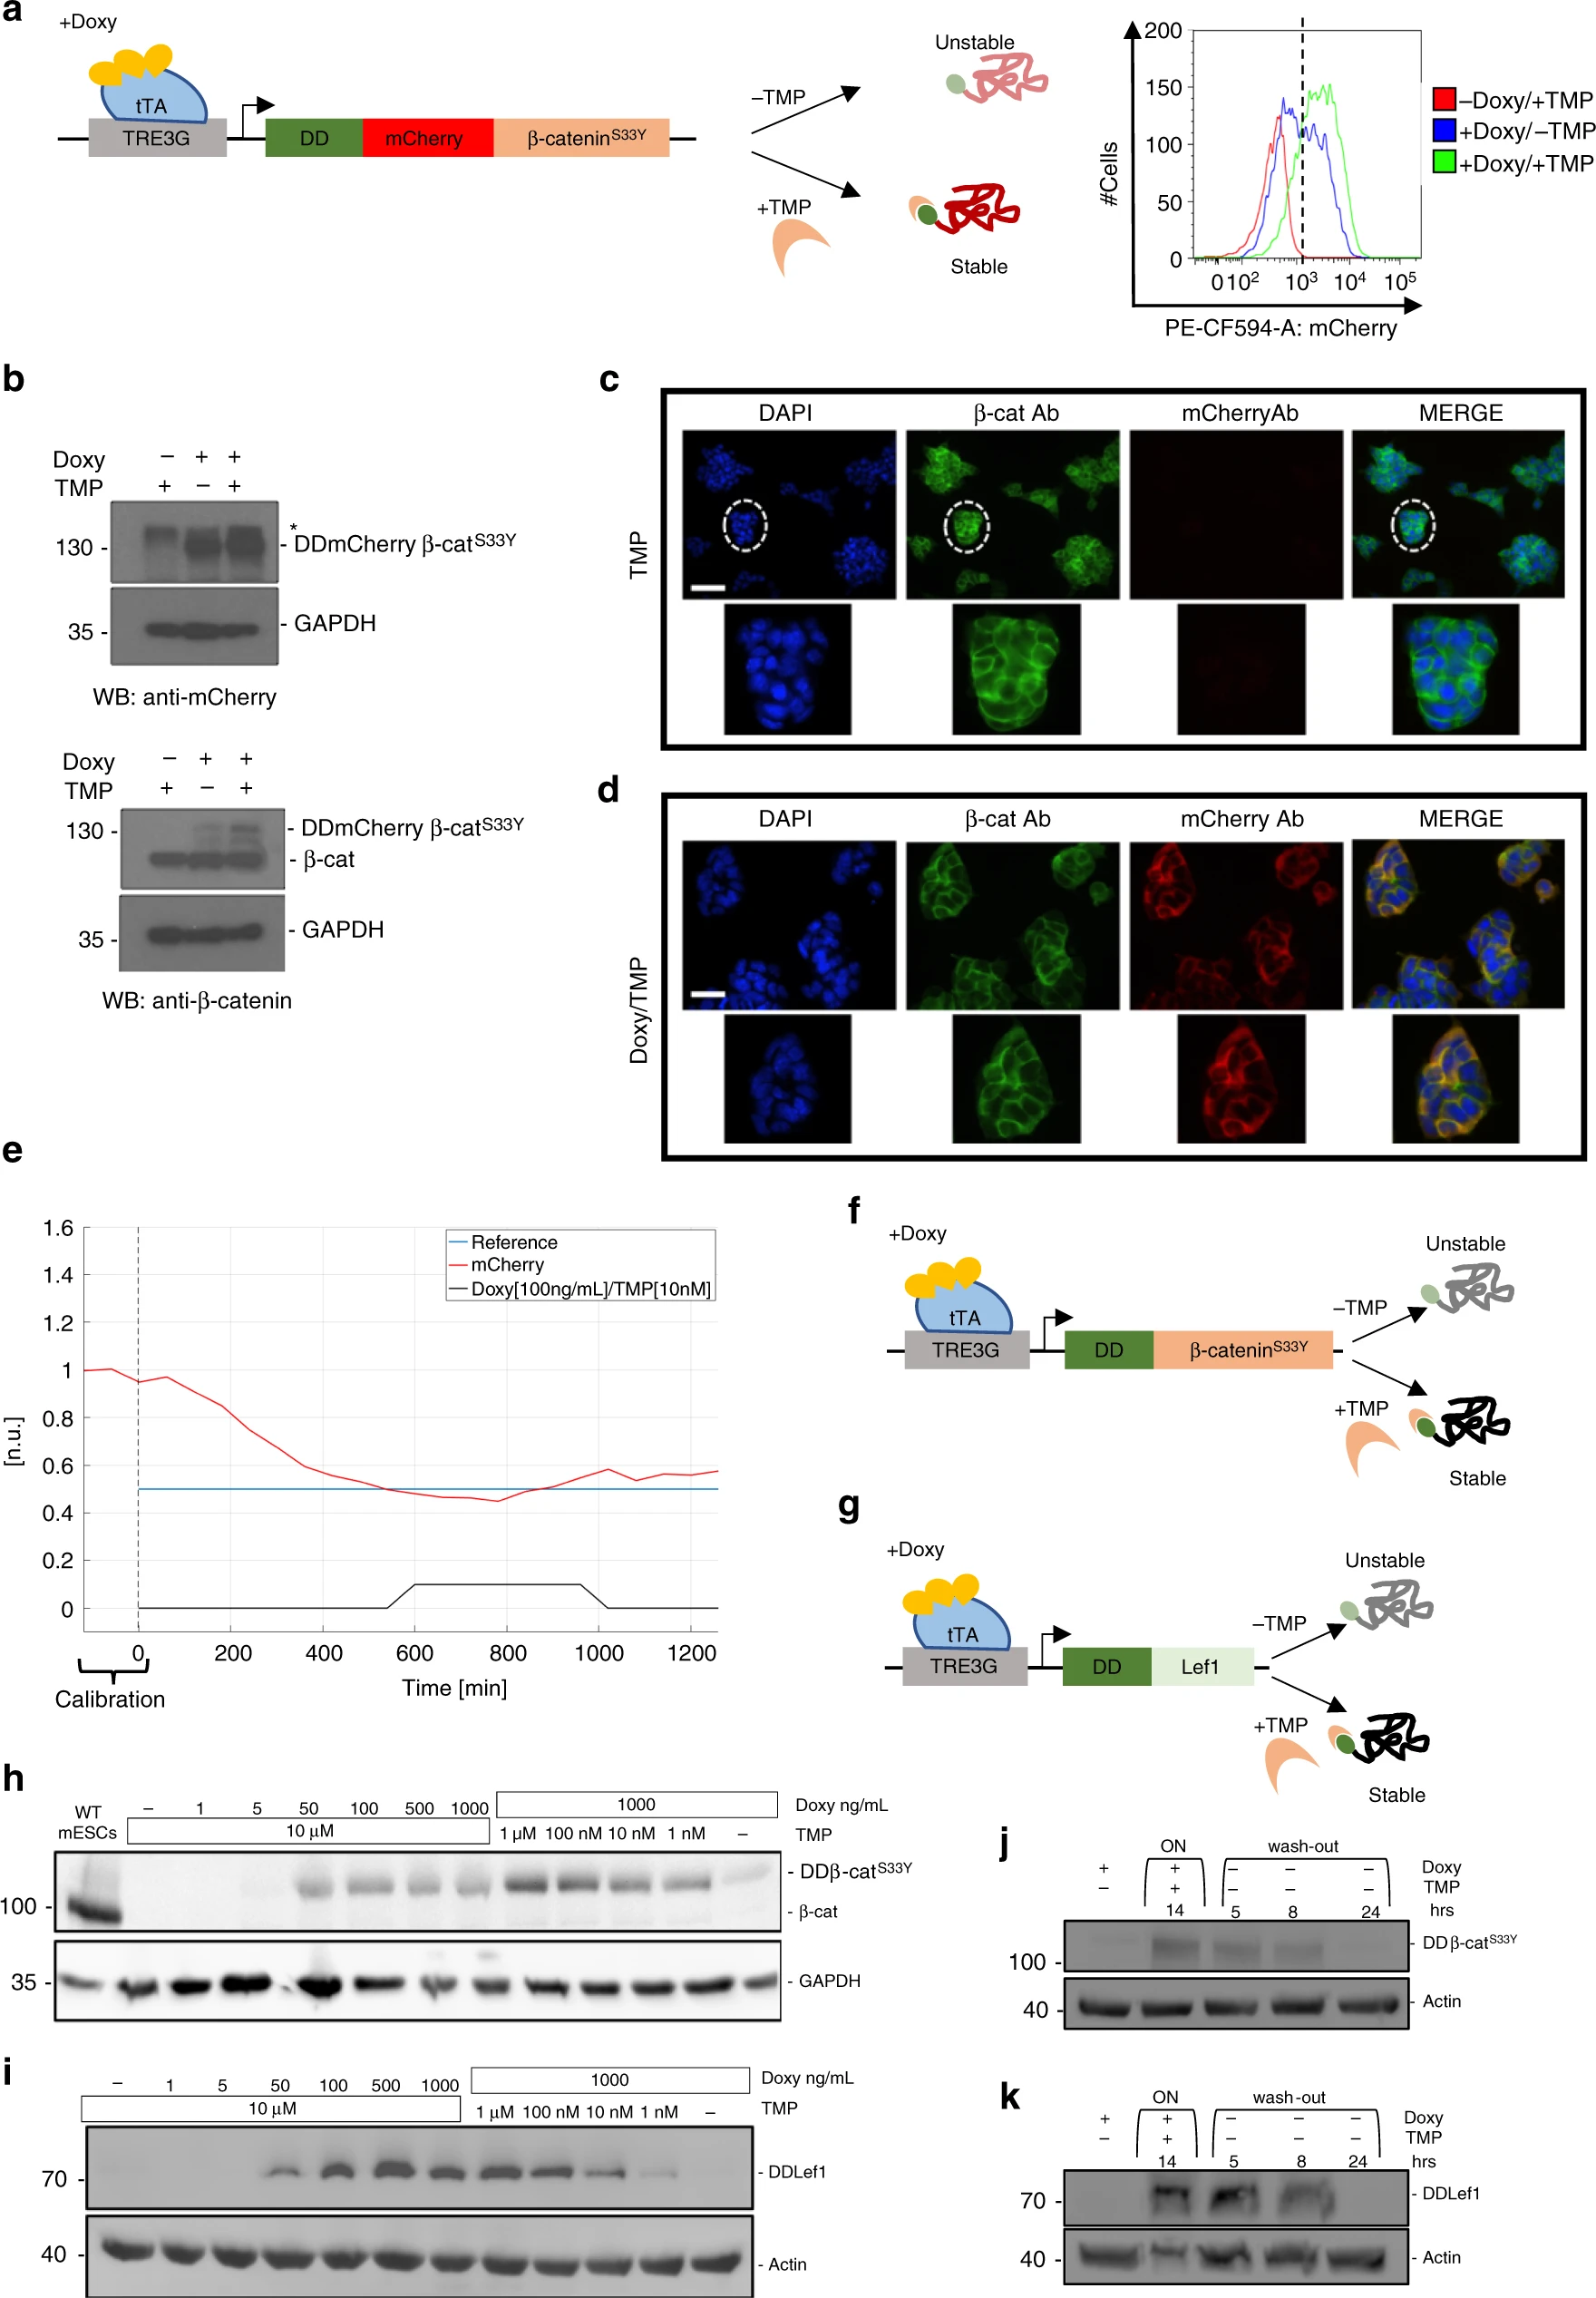 a
+Doxy
tTA
TRE3G
DD
mCherry
β-catenin^S33Y
–TMP
+TMP
Unstable
Stable
200
150
100
50
0
#Cells
0 10² 10³ 10⁴ 10⁵
PE-CF594-A: mCherry
–Doxy/+TMP
+Doxy/–TMP
+Doxy/+TMP
b
Doxy – + +
TMP + – +
*
130 -
- DDmCherry β-cat^S33Y
35 -
- GAPDH
WB: anti-mCherry
Doxy – + +
TMP + – +
130 -
- DDmCherry β-cat^S33Y
- β-cat
35 -
- GAPDH
WB: anti-β-catenin
c
DAPI β-cat Ab mCherryAb MERGE
TMP
d
DAPI β-cat Ab mCherry Ab MERGE
Doxy/TMP
e
1.6
1.4
1.2
1
0.8
0.6
0.4
0.2
0
[n.u.]
Reference
mCherry
Doxy[100ng/mL]/TMP[10nM]
0 200 400 600 800 1000 1200
Time [min]
Calibration
f
+Doxy
tTA
TRE3G
DD
β-catenin^S33Y
–TMP
+TMP
Unstable
Stable
g
+Doxy
tTA
TRE3G
DD
Lef1
–TMP
+TMP
Unstable
Stable
h
WT
mESCs
– 1 5 50 100 500 1000
1000
Doxy ng/mL
10 μM
1 μM 100 nM 10 nM 1 nM –
TMP
100 -
- DDβ-cat^S33Y
- β-cat
35 -
- GAPDH
i
– 1 5 50 100 500 1000
1000
Doxy ng/mL
10 μM
1 μM 100 nM 10 nM 1 nM –
TMP
70 -
- DDLef1
40 -
- Actin
j
ON wash-out
+ + – – – Doxy
– + – – – TMP
14 5 8 24 hrs
100 -
- DDβ-cat^S33Y
40 -
- Actin
k
ON wash-out
+ + – – – Doxy
– + – – – TMP
14 5 8 24 hrs
70 -
- DDLef1
40 -
- Actin